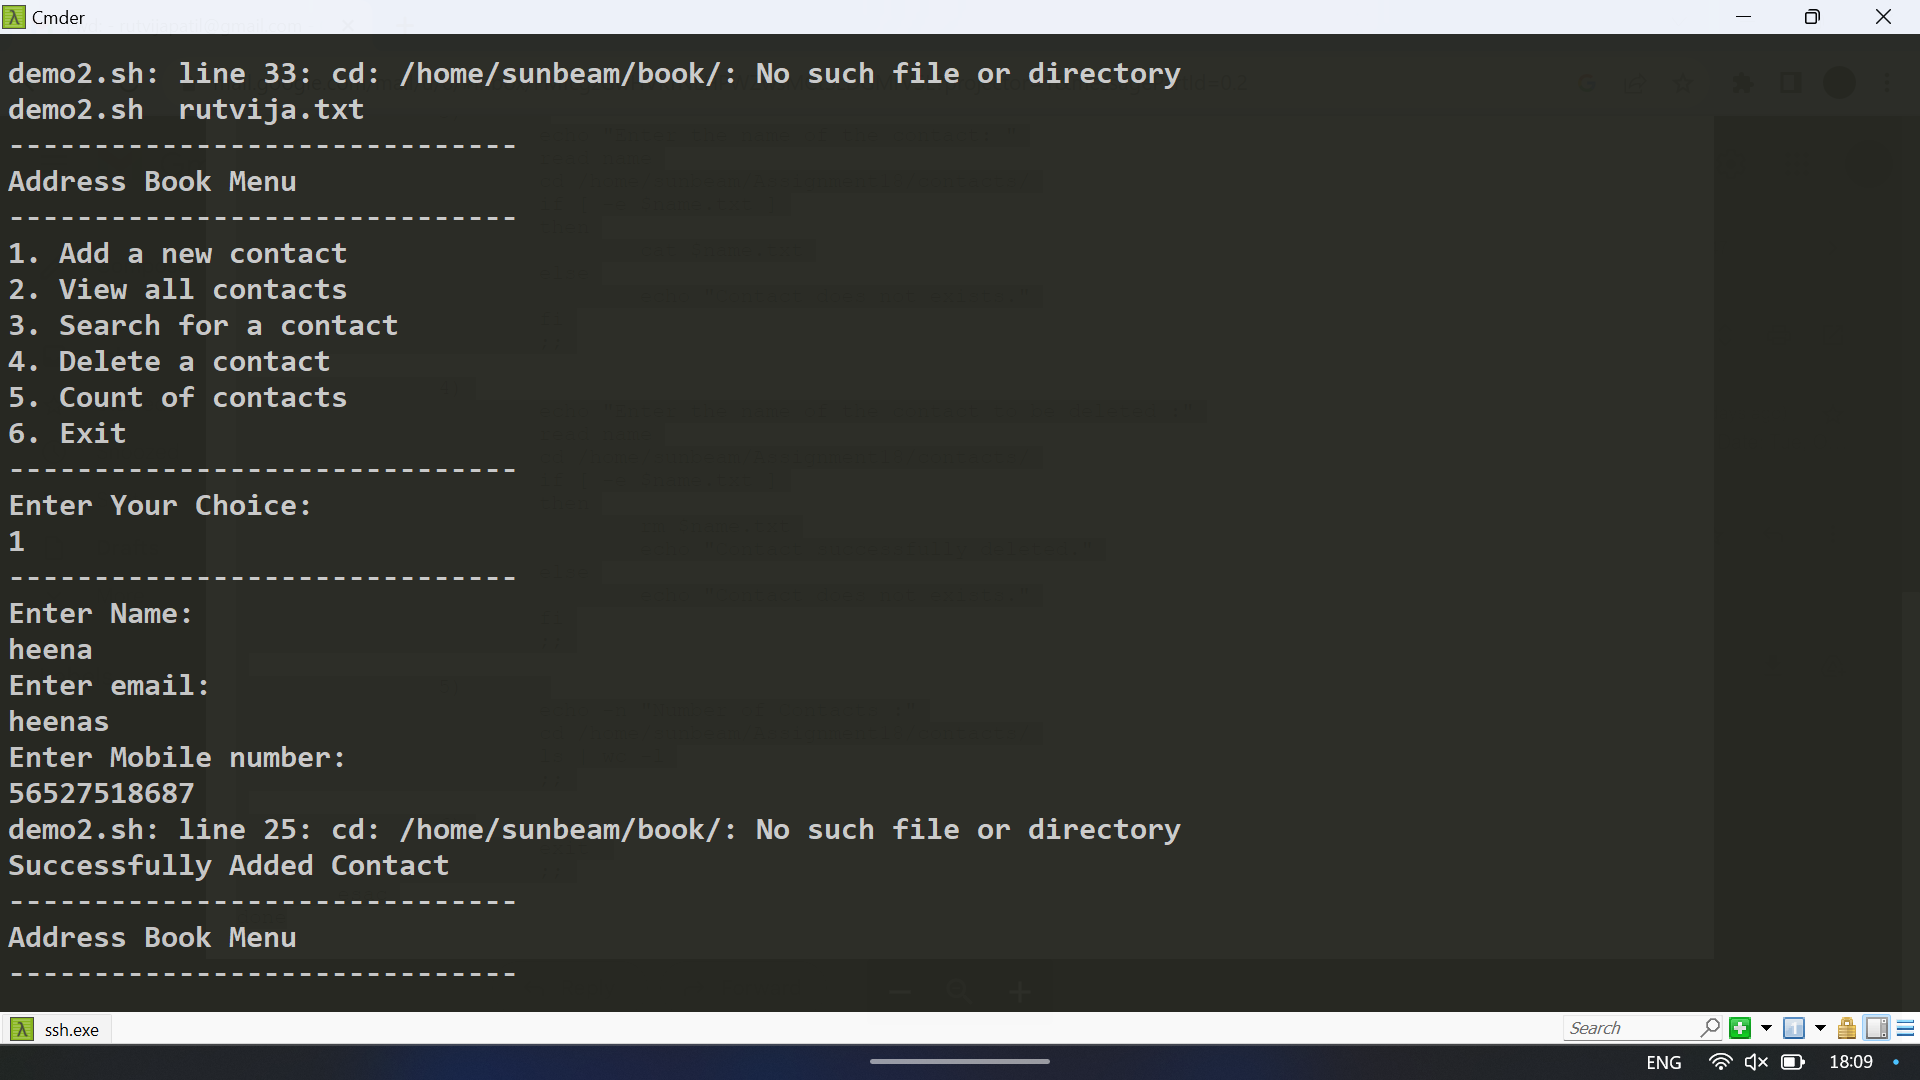 Cmder
demo2.sh: line 33: cd: /home/sunbeam/book/: No such file or directory
demo2.sh  rutvija.txt
------------------------------
Address Book Menu
------------------------------
1. Add a new contact
2. View all contacts
3. Search for a contact
4. Delete a contact
5. Count of contacts
6. Exit
------------------------------
Enter Your Choice:
1
------------------------------
Enter Name:
heena
Enter email:
heenas
Enter Mobile number:
56527518687
demo2.sh: line 25: cd: /home/sunbeam/book/: No such file or directory
Successfully Added Contact
------------------------------
Address Book Menu
------------------------------
ssh.exe
Search
ENG
18:09